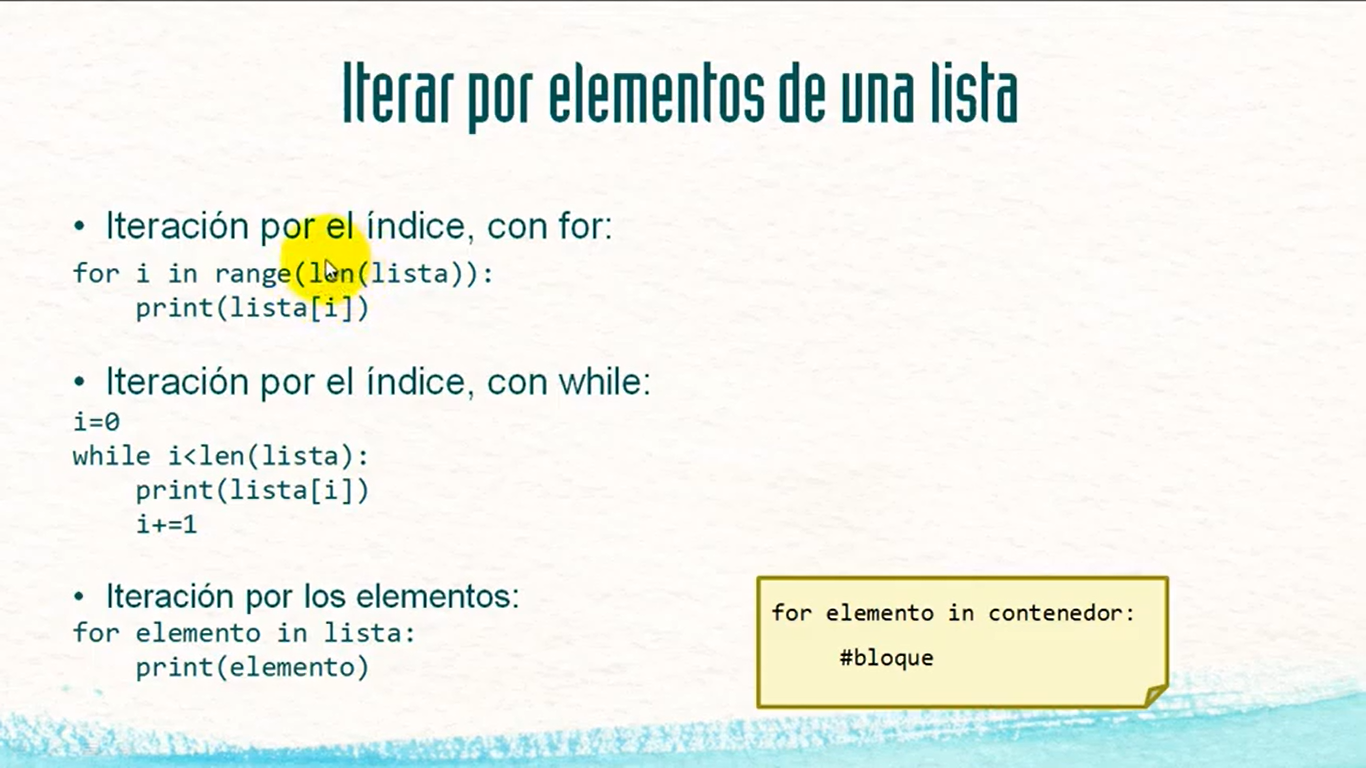 Iterar por elementos de una lista
• Iteración por el índice, con for:
for i in range(len(lista)):
    print(lista[i])
• Iteración por el índice, con while:
i=0
while i<len(lista):
    print(lista[i])
    i+=1
• Iteración por los elementos:
for elemento in lista:
    print(elemento)
for elemento in contenedor:
    #bloque